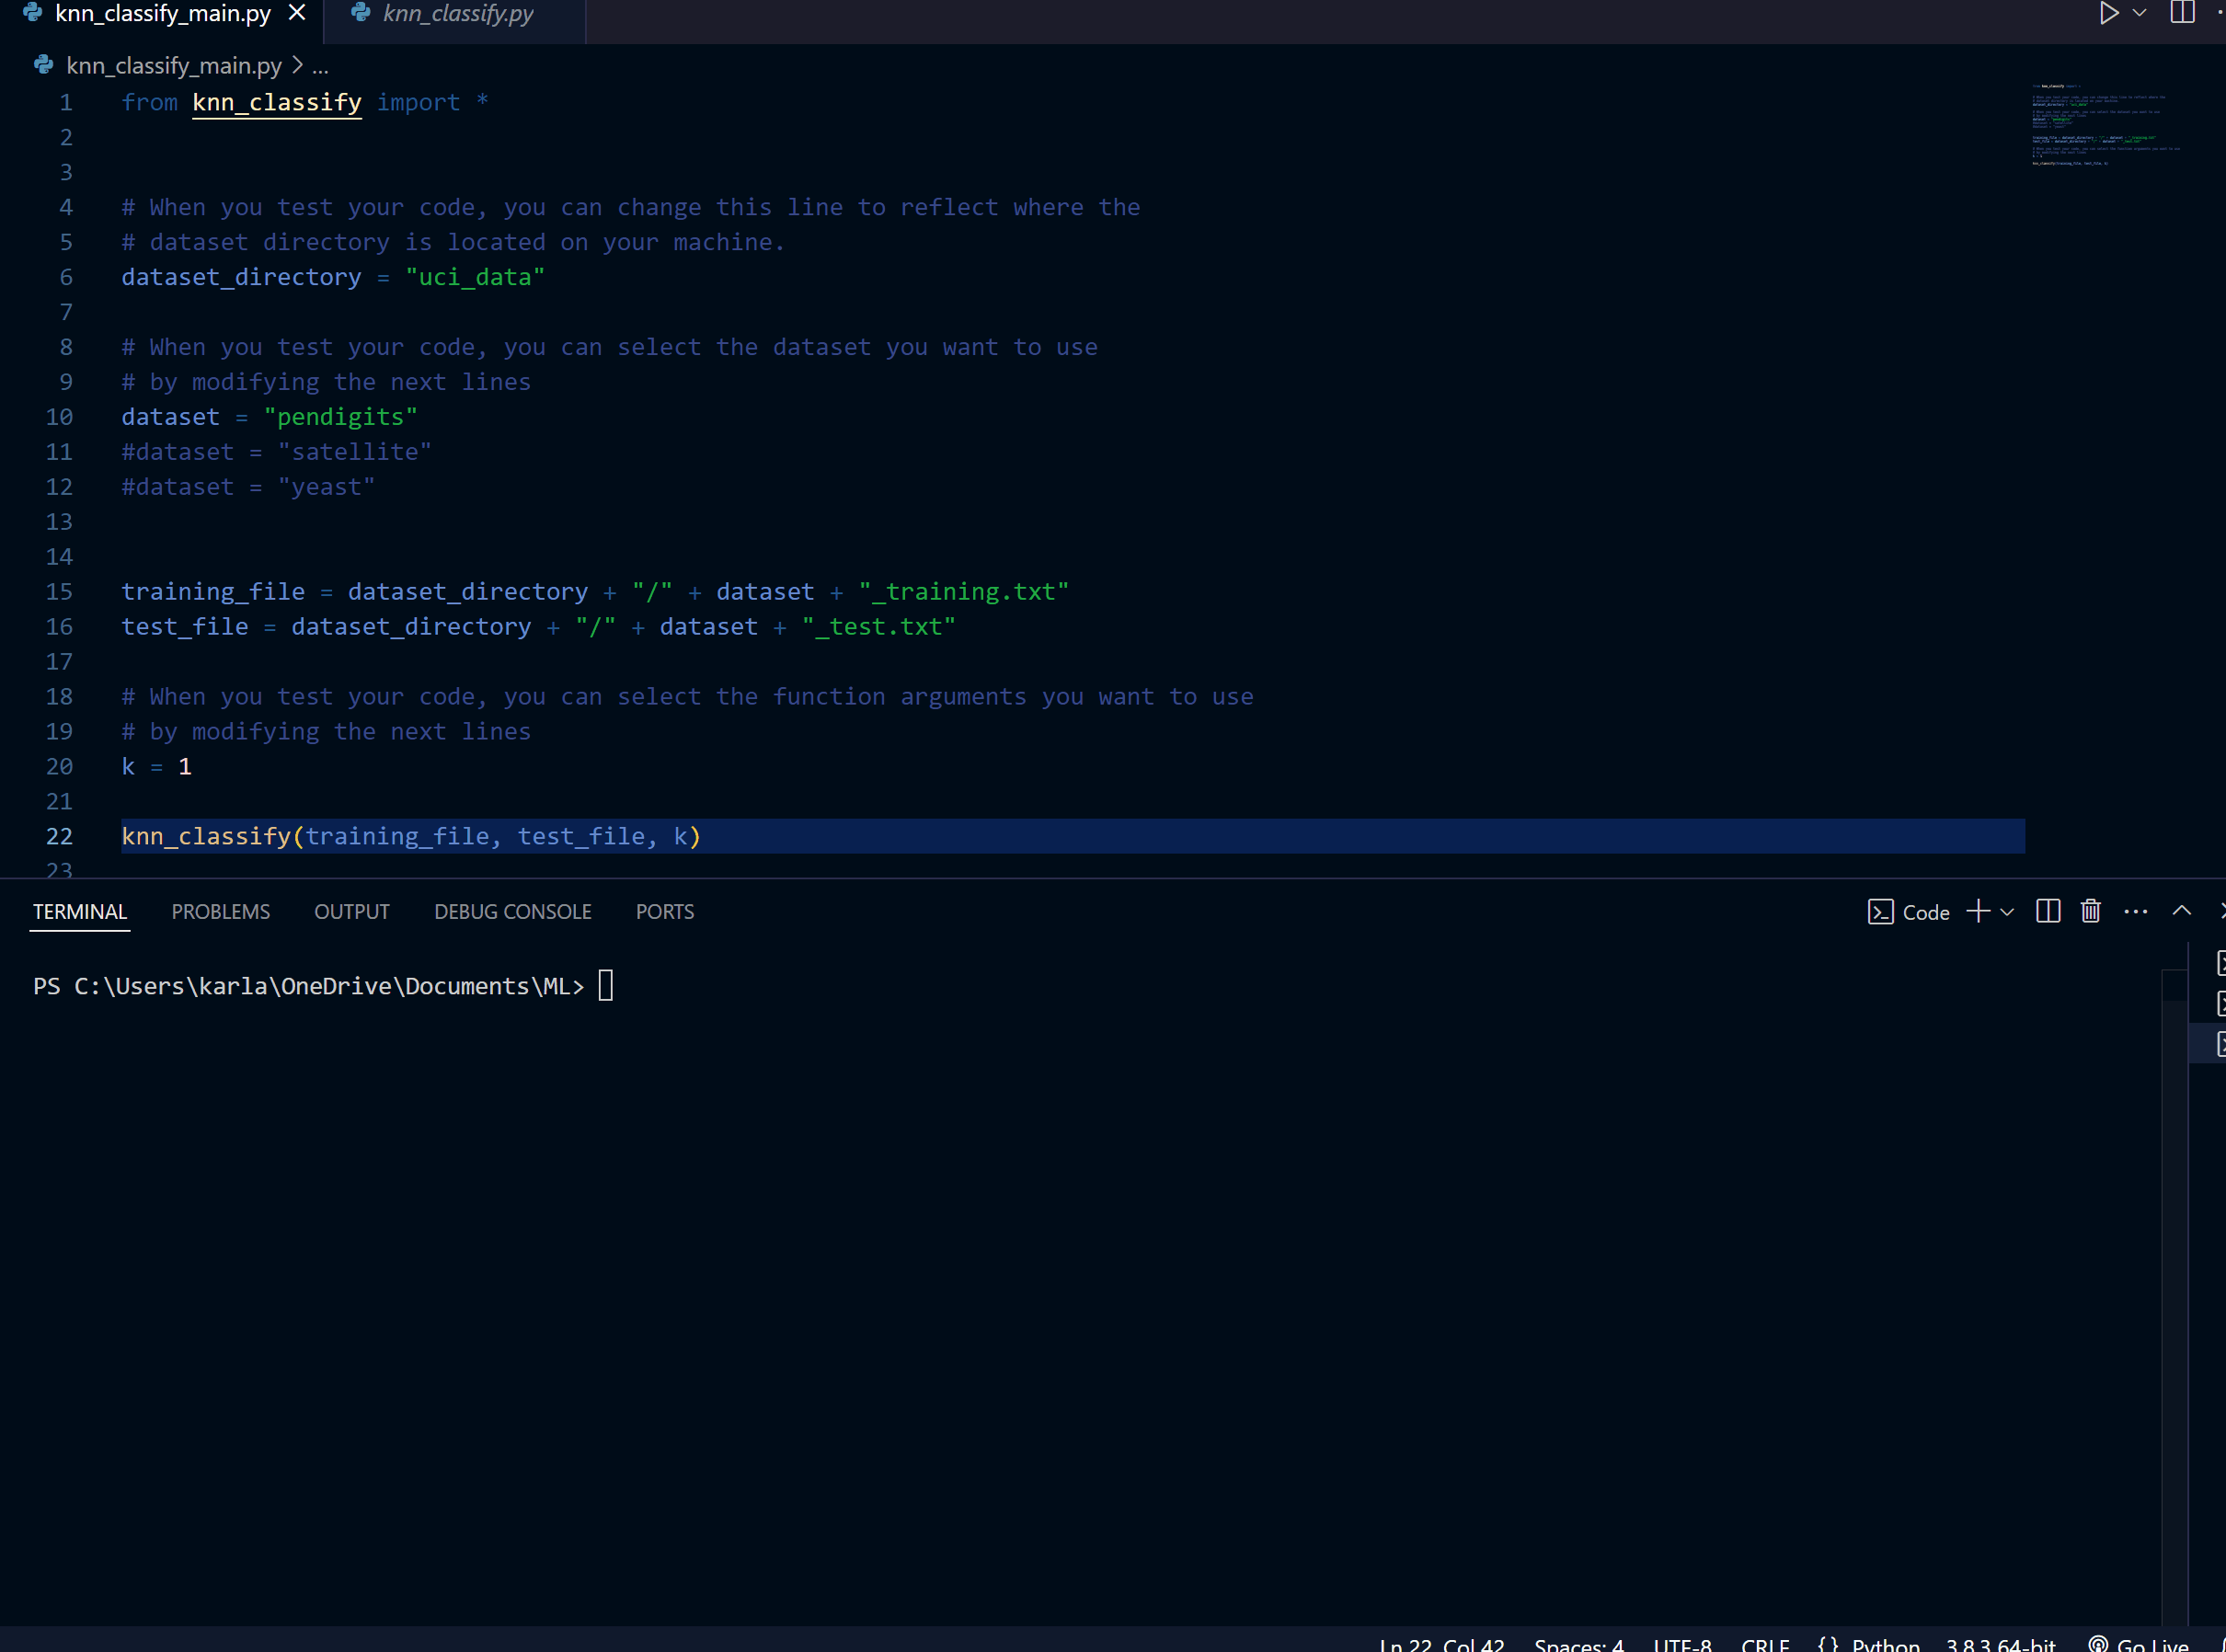 knn_classify_main.py knn_classify.py
knn_classify_main.py > ...
1 from knn_classify import *
2
3
4 # When you test your code, you can change this line to reflect where the
5 # dataset directory is located on your machine.
6 dataset_directory = "uci_data"
7
8 # When you test your code, you can select the dataset you want to use
9 # by modifying the next lines
10 dataset = "pendigits"
11 #dataset = "satellite"
12 #dataset = "yeast"
13
14
15 training_file = dataset_directory + "/" + dataset + "_training.txt"
16 test_file = dataset_directory + "/" + dataset + "_test.txt"
17
18 # When you test your code, you can select the function arguments you want to use
19 # by modifying the next lines
20 k = 1
21
22 knn_classify(training_file, test_file, k)
23
TERMINAL PROBLEMS OUTPUT DEBUG CONSOLE PORTS Code
PS C:\Users\karla\OneDrive\Documents\ML>
Ln 22, Col 42 Spaces: 4 UTF-8 CRLF {} Python 3.8.3 64-bit Go Live